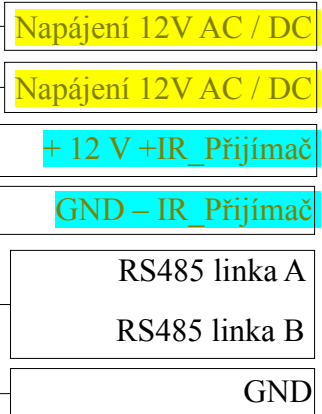 Napájení 12V AC / DC
Napájení 12V AC / DC
+ 12 V +IR_Přijímač
GND – IR_Přijímač
RS485 linka A
RS485 linka B
GND